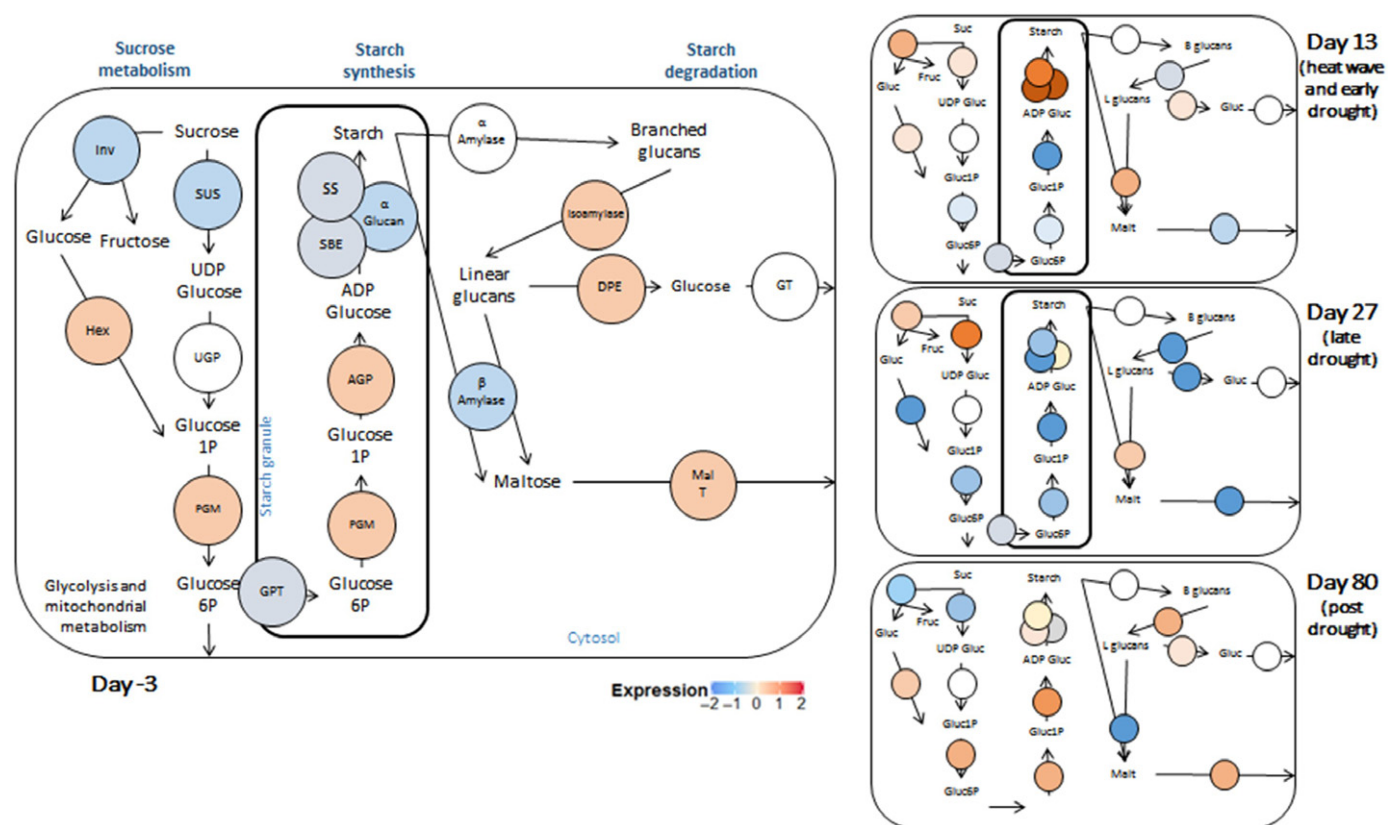 Sucrose
metabolism
Starch
synthesis
Starch
degradation
Inv
Sucrose
SUS
Glucose
Fructose
UDP
Glucose
Hex
UGP
Glucose
1P
PGM
Glucose
6P
Glycolysis and
mitochondrial
metabolism
Starch granule
Starch
SS
α
Glucan
SBE
ADP
Glucose
AGP
Glucose
1P
PGM
GPT
Glucose
6P
α
Amylase
Branched
glucans
Isoamylase
Linear
glucans
DPE
Glucose
GT
β
Amylase
Maltose
Mal
T
Cytosol
Day -3
Expression
-2 -1 0 1 2
Day 13
(heat wave
and early
drought)
Suc
Gluc
Fruc
UDP Gluc
Gluc1P
Gluc6P
Starch
ADP Gluc
Gluc1P
Gluc6P
B glucans
L glucans
Gluc
Malt
Day 27
(late
drought)
Suc
Gluc
Fruc
UDP Gluc
Gluc1P
Gluc6P
Starch
ADP Gluc
Gluc1P
Gluc6P
B glucans
L glucans
Gluc
Malt
Day 80
(post
drought)
Suc
Gluc
Fruc
UDP Gluc
Gluc1P
Gluc6P
Starch
ADP Gluc
Gluc1P
B glucans
L glucans
Gluc
Malt